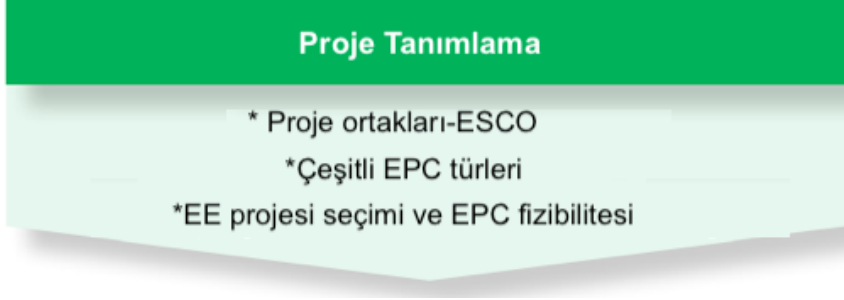 Proje Tanımlama
* Proje ortakları-ESCO
*Çeşitli EPC türleri
*EE projesi seçimi ve EPC fizibilitesi